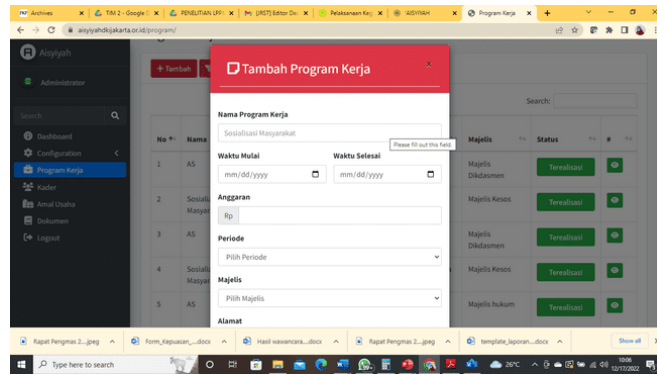 Archives
TIM 2 - Google D
PENELITIAN LPP
[JRST] Editor De
Pelaksanaan Keg
'AISYIYAH
Program Kerja
aisyiyahdkijakarta.or.id/program/
Aisyiyah
Administrator
Search
Dashboard
Configuration
Program Kerja
Kader
Amal Usaha
Dokumen
Logout
+ Tambah
Tambah Program Kerja
x
Nama Program Kerja
Sosialisasi Masyarakat
Please fill out this field.
Waktu Mulai
Waktu Selesai
mm/dd/yyyy
mm/dd/yyyy
Anggaran
Rp
Periode
Pilih Periode
Majelis
Pilih Majelis
Alamat
Search:
No Nama Majelis Status #
1 AS Majelis Dikdasmen Terealisasi
2 Sosiali Masyar Majelis Kesos Terealisasi
3 AS Majelis Dikdasmen Terealisasi
4 Sosiali Masyar Majelis Kesos Terealisasi
5 AS Majelis hukum Terealisasi
Rapat Pengmas 2....jpeg
Form_Kepuasan_....docx
Hasil wawencara...docx
Rapat Pengmas 2....jpeg
template_laporan....docx
Show all
Type here to search
26°C
10:06
12/17/2022